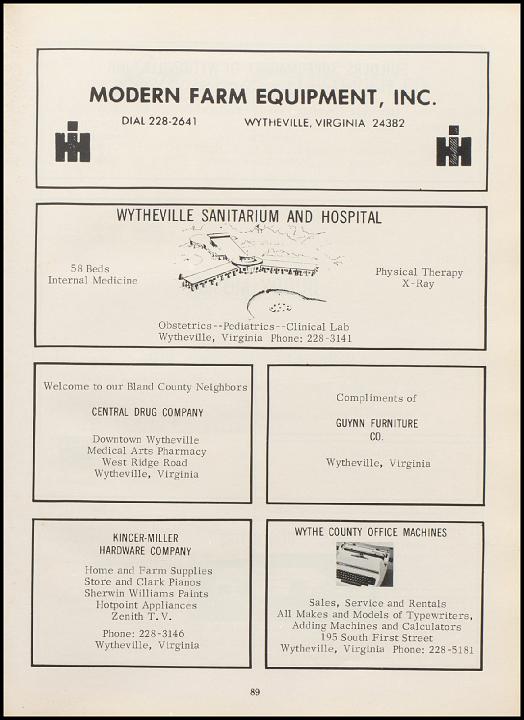 MODERN FARM EQUIPMENT, INC.
DIAL 228-2641 WYTHEVILLE, VIRGINIA 24382
WYTHEVILLE SANITARIUM AND HOSPITAL
58 Beds
Internal Medicine
Physical Therapy
X-Ray
Obstetrics--Pediatrics--Clinical Lab
Wytheville, Virginia Phone: 228-3141
Welcome to our Bland County Neighbors
CENTRAL DRUG COMPANY
Downtown Wytheville
Medical Arts Pharmacy
West Ridge Road
Wytheville, Virginia
Compliments of
GUYNN FURNITURE
CO.
Wytheville, Virginia
KINCER-MILLER
HARDWARE COMPANY
Home and Farm Supplies
Store and Clark Pianos
Sherwin Williams Paints
Hotpoint Appliances
Zenith T.V.
Phone: 228-3146
Wytheville, Virginia
WYTHE COUNTY OFFICE MACHINES
Sales, Service and Rentals
All Makes and Models of Typewriters,
Adding Machines and Calculators
195 South First Street
Wytheville, Virginia Phone: 228-5181
89